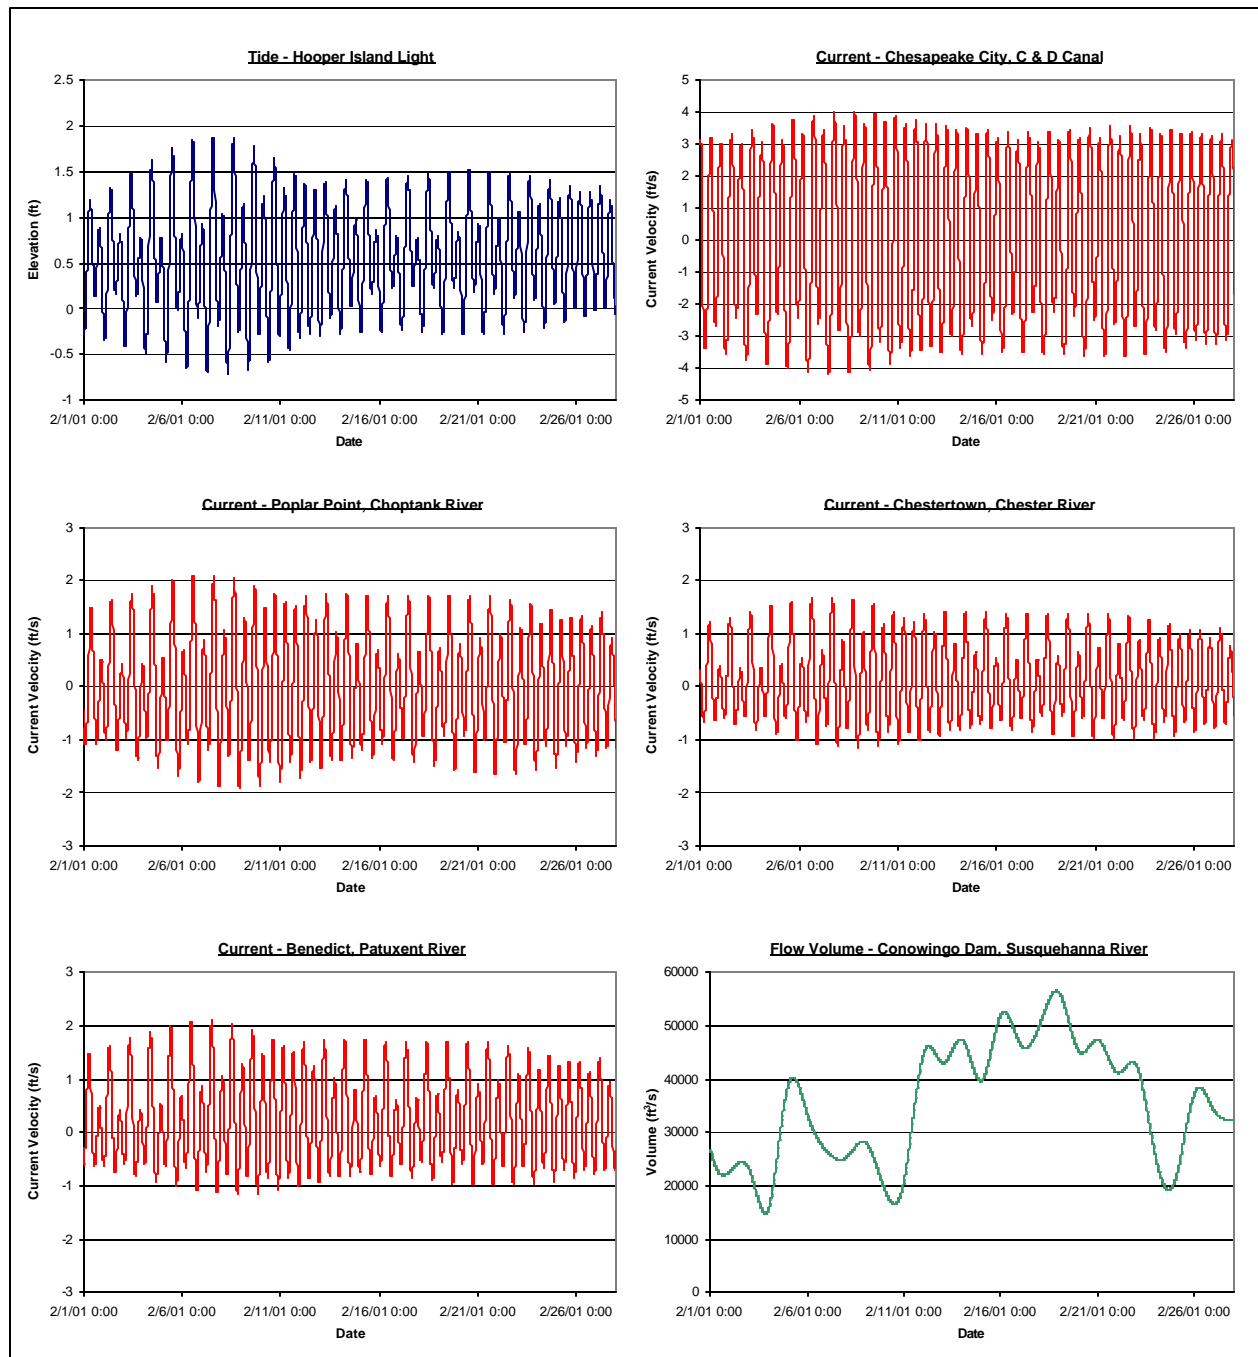 Tide - Hooper Island Light
2.5
2
1.5
1
0.5
0
-0.5
-1
Elevation (ft)
2/1/01 0:00 2/6/01 0:00 2/11/01 0:00 2/16/01 0:00 2/21/01 0:00 2/26/01 0:00
Date
Current - Chesapeake City, C & D Canal
5
4
3
2
1
0
-1
-2
-3
-4
-5
Current Velocity (ft/s)
2/1/01 0:00 2/6/01 0:00 2/11/01 0:00 2/16/01 0:00 2/21/01 0:00 2/26/01 0:00
Date
Current - Poplar Point, Choptank River
3
2
1
0
-1
-2
-3
Current Velocity (ft/s)
2/1/01 0:00 2/6/01 0:00 2/11/01 0:00 2/16/01 0:00 2/21/01 0:00 2/26/01 0:00
Date
Current - Chestertown, Chester River
3
2
1
0
-1
-2
-3
Current Velocity (ft/s)
2/1/01 0:00 2/6/01 0:00 2/11/01 0:00 2/16/01 0:00 2/21/01 0:00 2/26/01 0:00
Date
Current - Benedict, Patuxent River
3
2
1
0
-1
-2
-3
Current Velocity (ft/s)
2/1/01 0:00 2/6/01 0:00 2/11/01 0:00 2/16/01 0:00 2/21/01 0:00 2/26/01 0:00
Date
Flow Volume - Conowingo Dam, Susquehanna River
60000
50000
40000
30000
20000
10000
0
Volume (ft³/s)
2/1/01 0:00 2/6/01 0:00 2/11/01 0:00 2/16/01 0:00 2/21/01 0:00 2/26/01 0:00
Date